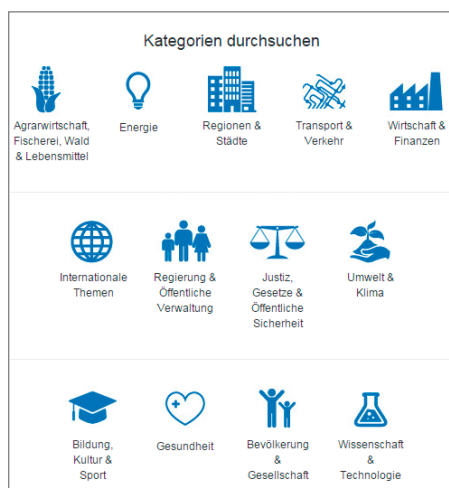 Kategorien durchsuchen
Agrarwirtschaft,
Fischerei, Wald
& Lebensmittel
Energie
Regionen &
Städte
Transport &
Verkehr
Wirtschaft &
Finanzen
Internationale
Themen
Regierung &
Öffentliche
Verwaltung
Justiz,
Gesetze &
Öffentliche
Sicherheit
Umwelt &
Klima
Bildung,
Kultur &
Sport
Gesundheit
Bevölkerung
&
Gesellschaft
Wissenschaft
&
Technologie